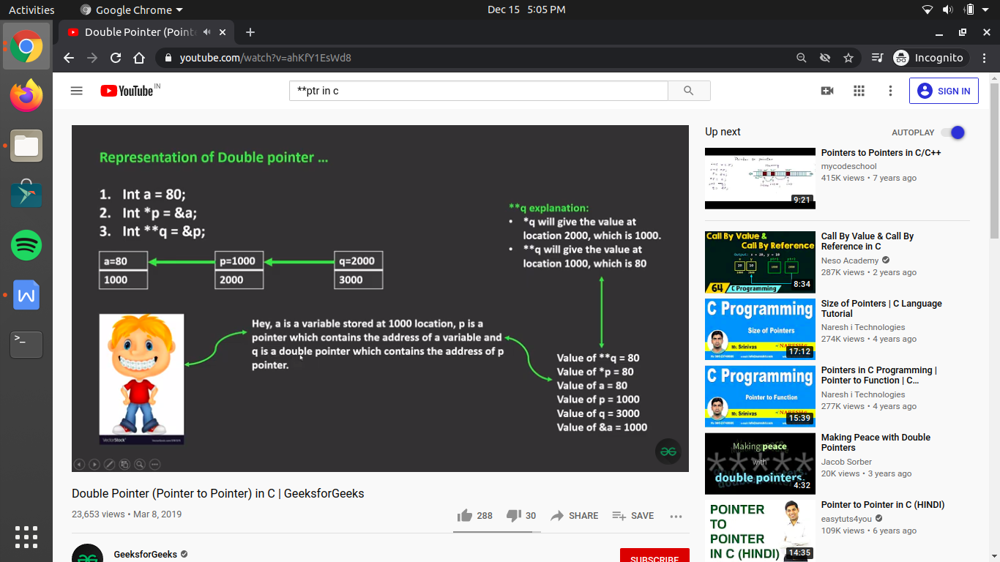 Activities
Google Chrome
Dec 15 5:05 PM
Double Pointer (Point
youtube.com/watch?v=ahKfY1EsWd8
Incognito
YouTube IN
**ptr in c
SIGN IN
Representation of Double pointer ...
1. Int a = 80;
2. Int *p = &a;
3. Int **q = &p;
a=80
1000
p=1000
2000
q=2000
3000
**q explanation:
• *q will give the value at
location 2000, which is 1000.
• **q will give the value at
location 1000, which is 80
Hey, a is a variable stored at 1000 location, p is a
pointer which contains the address of a variable and
q is a double pointer which contains the address of p
pointer.
Value of **q = 80
Value of *p = 80
Value of a = 80
Value of p = 1000
Value of q = 3000
Value of &a = 1000
VectorStock
Double Pointer (Pointer to Pointer) in C | GeeksforGeeks
23,653 views • Mar 8, 2019
288
30
SHARE
SAVE
GeeksforGeeks
SUBSCRIBE
Up next
AUTOPLAY
Pointer to pointer
9:21
Pointers to Pointers in C/C++
mycodeschool
415K views • 7 years ago
Call By Value &
Call By Reference
64
C Programming
8:34
Call By Value & Call By
Reference in C
Neso Academy
287K views • 2 years ago
C Programming
Size of Pointers
Mr. Srinivas
17:12
Size of Pointers | C Language
Tutorial
Naresh i Technologies
274K views • 4 years ago
C Programming
Pointer to Function
Mr. Srinivas
15:39
Pointers in C Programming |
Pointer to Function | C...
Naresh i Technologies
277K views • 4 years ago
Making peace
with
double pointers.
4:32
Making Peace with Double
Pointers
Jacob Sorber
20K views • 3 years ago
POINTER
TO
POINTER
IN C (HINDI)
14:35
Pointer to Pointer in C (HINDI)
easytuts4you
109K views • 6 years ago